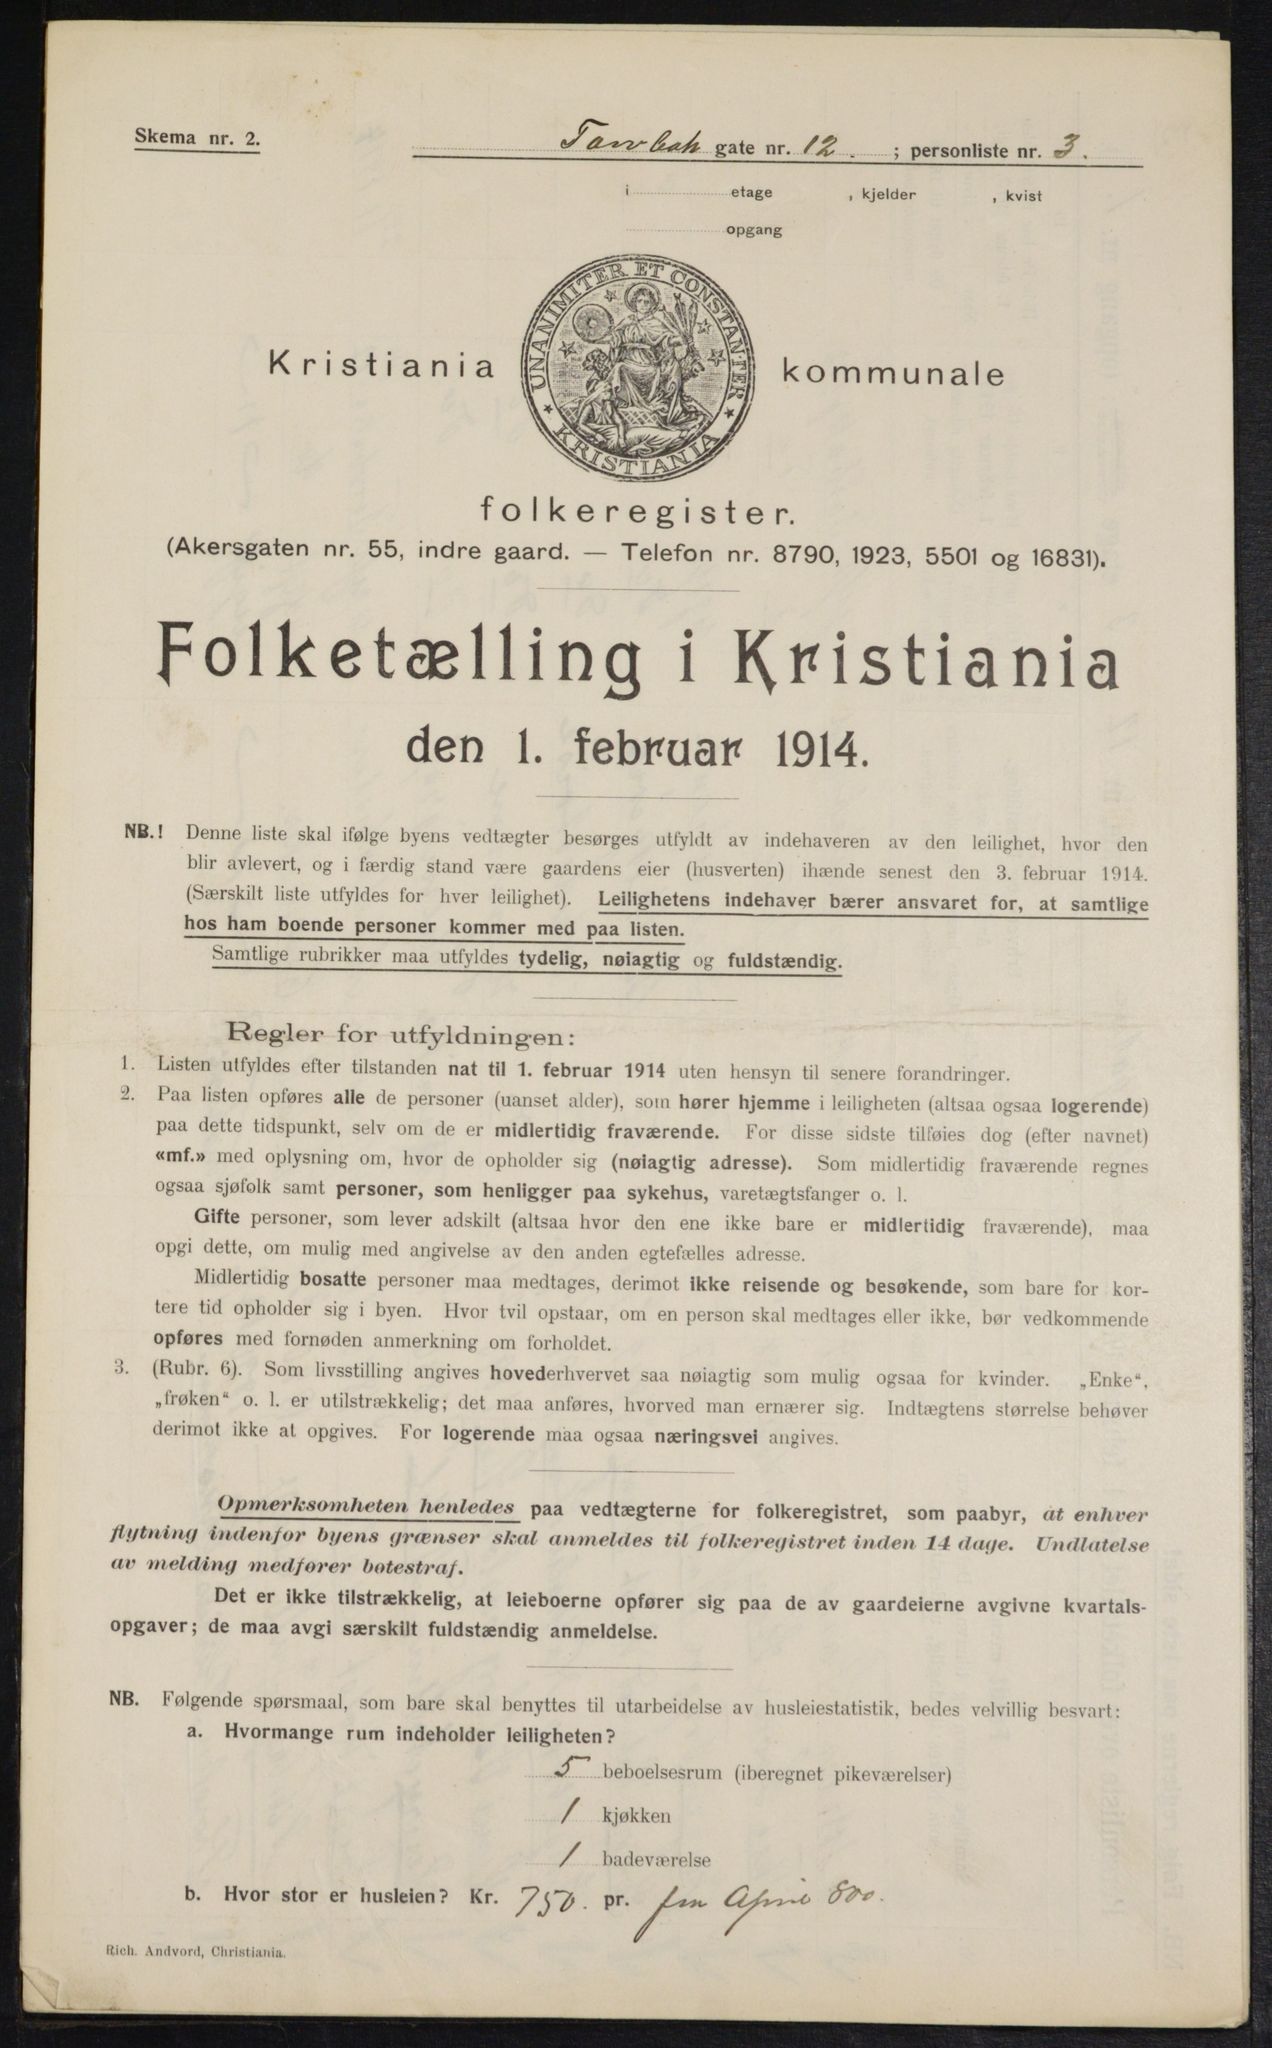 Skema nr. 2.
gate nr. 12. ; personliste nr. 3.
i etage , kjelder , kvist
opgang
UNANIMITER ET CONSTANTER
KRISTIANIA
Kristiania kommunale
folkeregister.
(Akersgaten nr. 55, indre gaard. — Telefon nr. 8790, 1923, 5501 og 16831).
Folketælling i Kristiania
den 1. februar 1914.
NB.! Denne liste skal ifølge byens vedtægter besørges utfyldt av indehaveren av den leilighet, hvor den
blir avlevert, og i færdig stand være gaardens eier (husverten) ihænde senest den 3. februar 1914.
(Særskilt liste utfyldes for hver leilighet). Leilighetens indehaver bærer ansvaret for, at samtlige
hos ham boende personer kommer med paa listen.
Samtlige rubrikker maa utfyldes tydelig, nøiagtig og fuldstændig.
Regler for utfyldningen:
1. Listen utfyldes efter tilstanden nat til 1. februar 1914 uten hensyn til senere forandringer.
2. Paa listen opføres alle de personer (uanset alder), som hører hjemme i leiligheten (altsaa ogsaa logerende)
paa dette tidspunkt, selv om de er midlertidig fraværende. For disse sidste tilføies dog (efter navnet)
«mf.» med oplysning om, hvor de opholder sig (nøiagtig adresse). Som midlertidig fraværende regnes
ogsaa sjøfolk samt personer, som henligger paa sykehus, varetægtsfanger o. l.
Gifte personer, som lever adskilt (altsaa hvor den ene ikke bare er midlertidig fraværende), maa
opgi dette, om mulig med angivelse av den anden egtefælles adresse.
Midlertidig bosatte personer maa medtages, derimot ikke reisende og besøkende, som bare for kor-
tere tid opholder sig i byen. Hvor tvil opstaar, om en person skal medtages eller ikke, bør vedkommende
opføres med fornøden anmerkning om forholdet.
3. (Rubr. 6). Som livsstilling angives hovederhvervet saa nøiagtig som mulig ogsaa for kvinder. „Enke“,
„frøken“ o. l. er utilstrækkelig; det maa anføres, hvorved man ernærer sig. Indtægtens størrelse behøver
derimot ikke at opgives. For logerende maa ogsaa næringsvei angives.
Opmerksomheten henledes paa vedtægterne for folkeregistret, som paabyr, at enhver
flytning indenfor byens grænser skal anmeldes til folkeregistret inden 14 dage. Undlatelse
av melding medfører bøtestraf.
Det er ikke tilstrækkelig, at leieboerne opfører sig paa de av gaardeierne avgivne kvartals-
opgaver; de maa avgi særskilt fuldstændig anmeldelse.
NB. Følgende spørsmaal, som bare skal benyttes til utarbeidelse av husleiestatistik, bedes velvillig besvart:
a. Hvormange rum indeholder leiligheten?
5 beboelsesrum (iberegnet pikeværelser)
1 kjøkken
1 badeværelse
b. Hvor stor er husleien? Kr. 750. pr. fra April 800.
Rich. Andvord, Christiania.